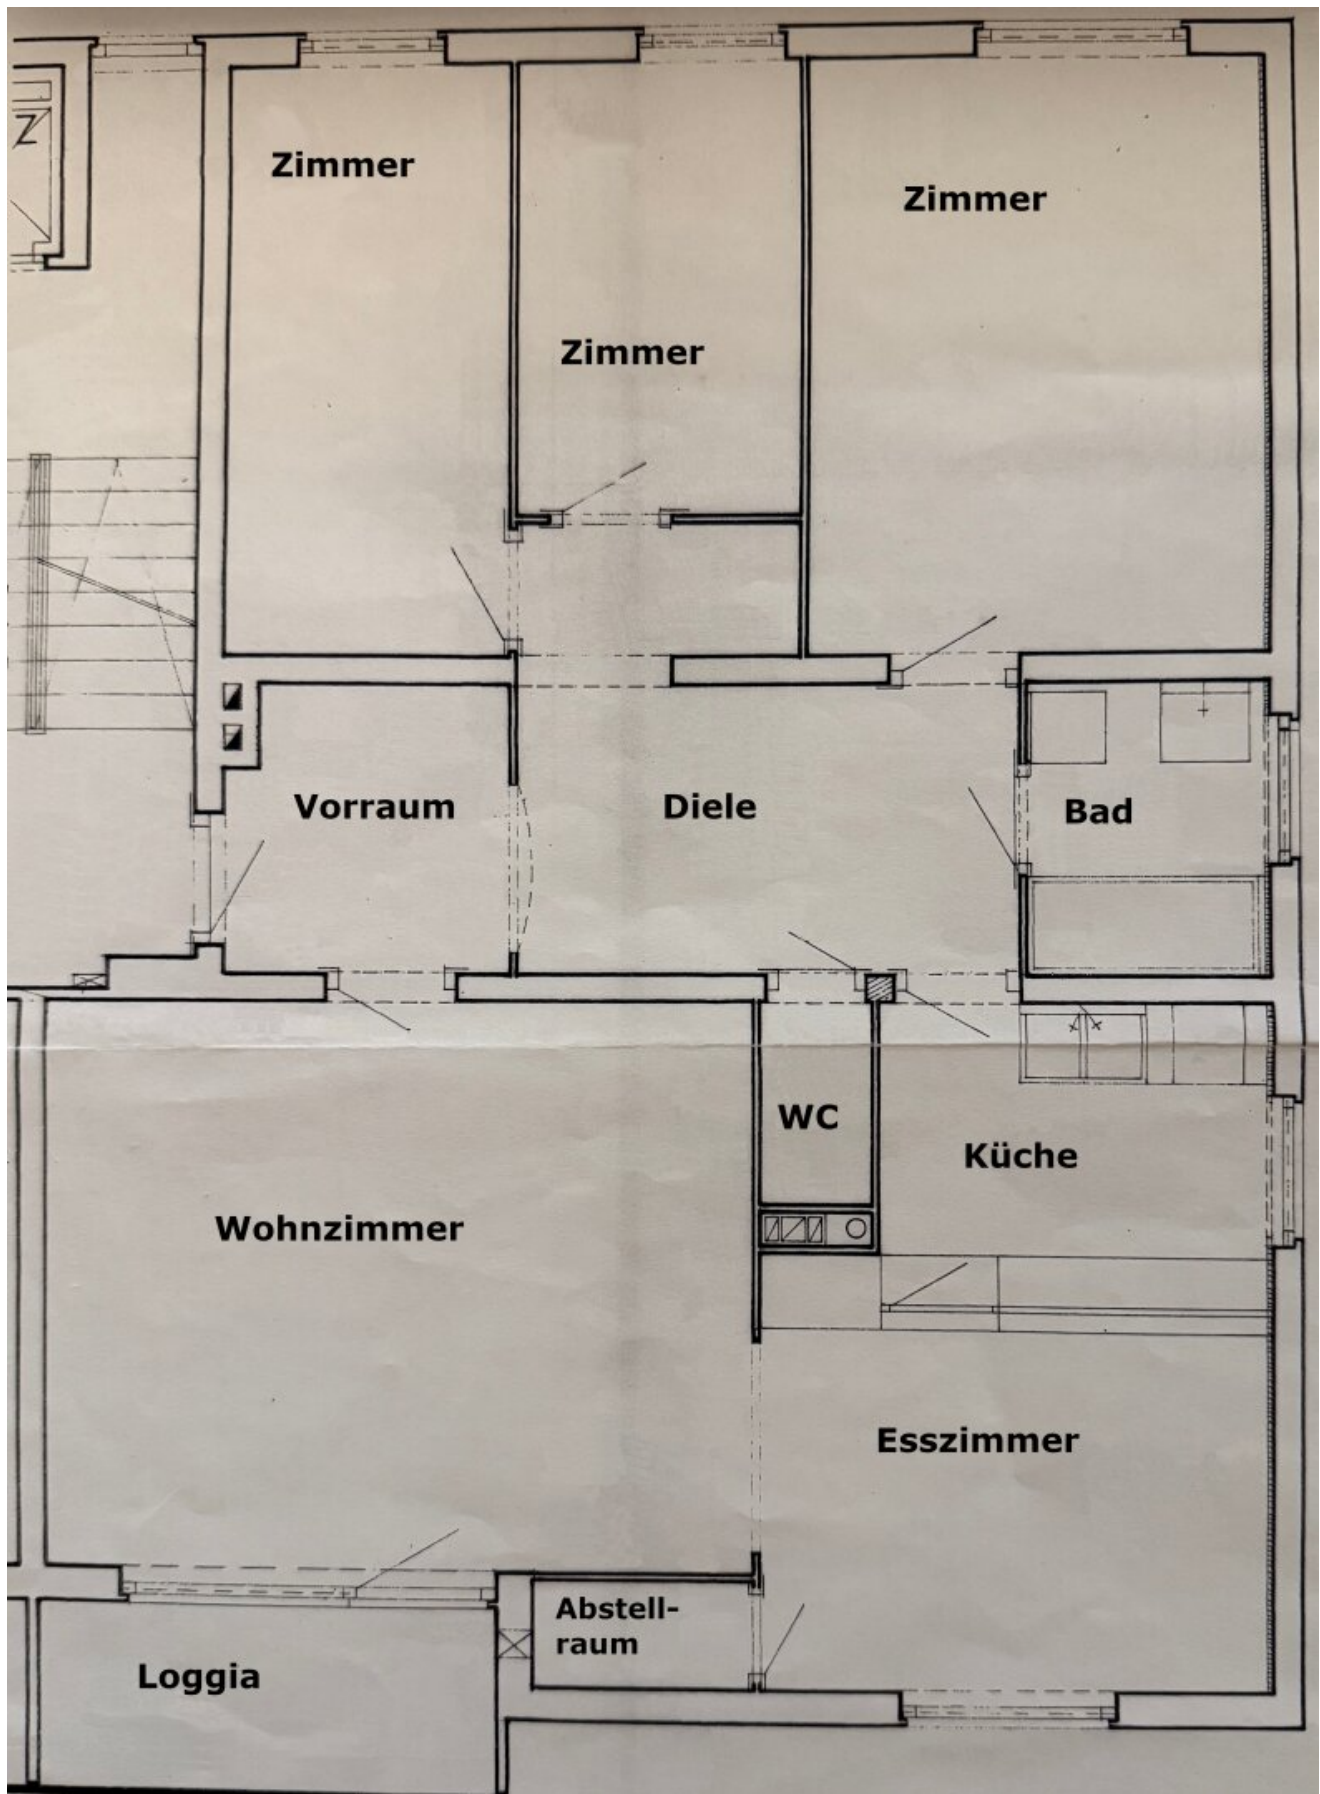 Z
Zimmer
Zimmer
Zimmer
Vorraum
Diele
Bad
WC
Küche
Wohnzimmer
Esszimmer
Abstell-
raum
Loggia